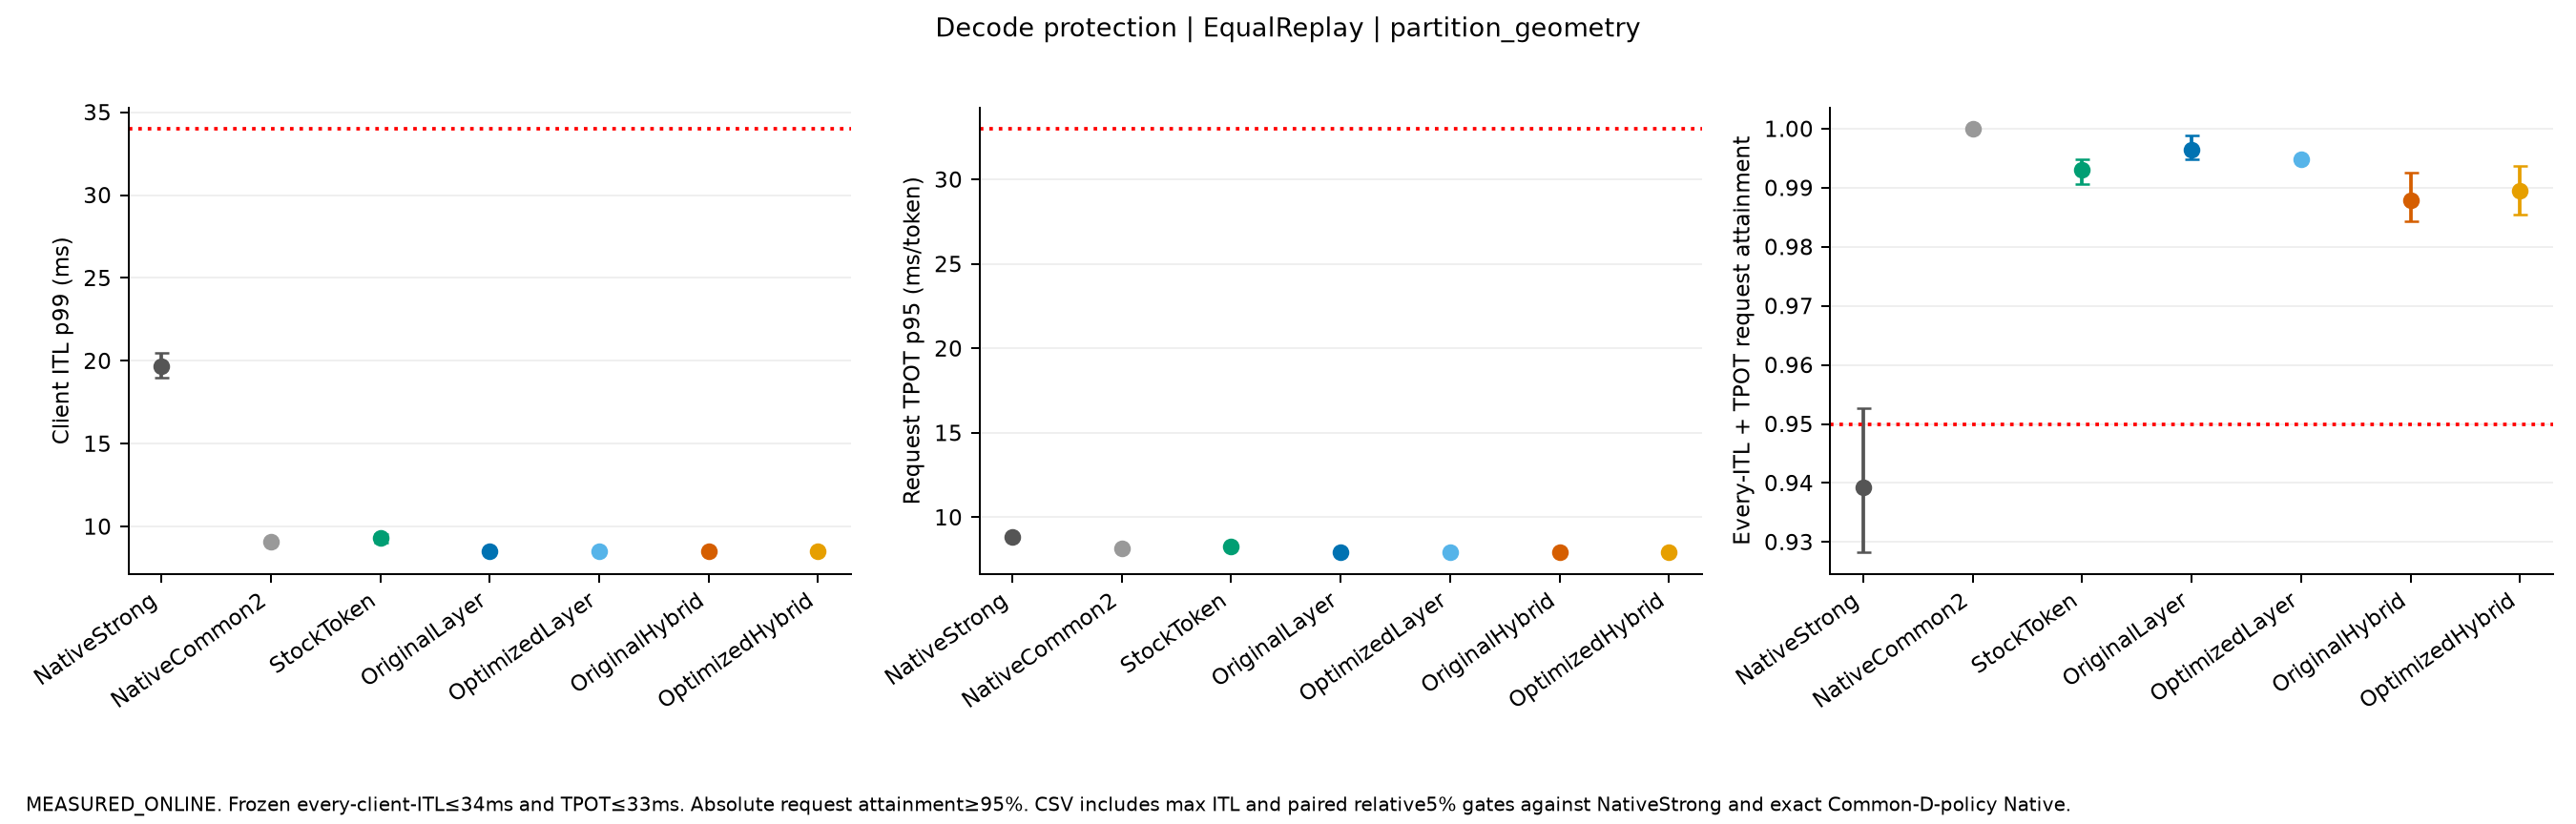 Decode protection | EqualReplay | partition_geometry
Client ITL p99 (ms)
35
30
25
20
15
10
NativeStrong
NativeCommon2
StockToken
OriginalLayer
OptimizedLayer
OriginalHybrid
OptimizedHybrid
Request TPOT p95 (ms/token)
30
25
20
15
10
NativeStrong
NativeCommon2
StockToken
OriginalLayer
OptimizedLayer
OriginalHybrid
OptimizedHybrid
Every-ITL + TPOT request attainment
1.00
0.99
0.98
0.97
0.96
0.95
0.94
0.93
NativeStrong
NativeCommon2
StockToken
OriginalLayer
OptimizedLayer
OriginalHybrid
OptimizedHybrid
MEASURED_ONLINE. Frozen every-client-ITL≤34ms and TPOT≤33ms. Absolute request attainment≥95%. CSV includes max ITL and paired relative5% gates against NativeStrong and exact Common-D-policy Native.